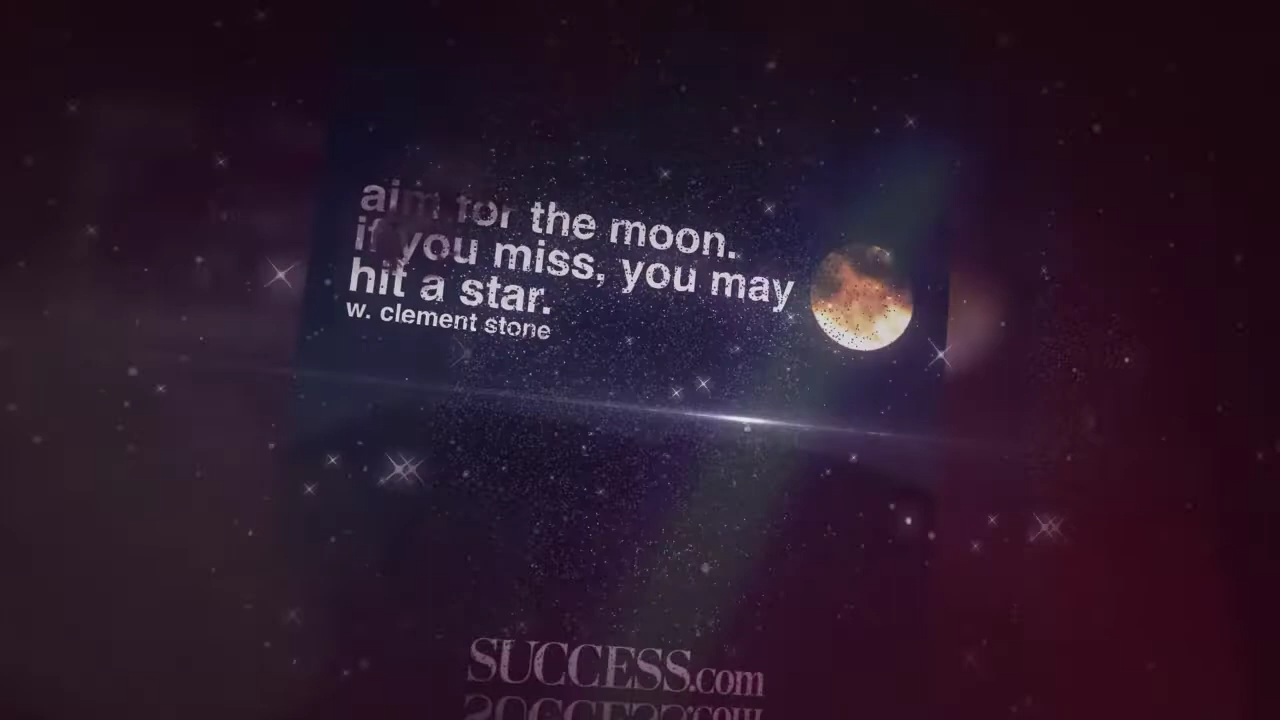 aim for the moon.
if you miss, you may
hit a star.
w. clement stone
SUCCESS.com